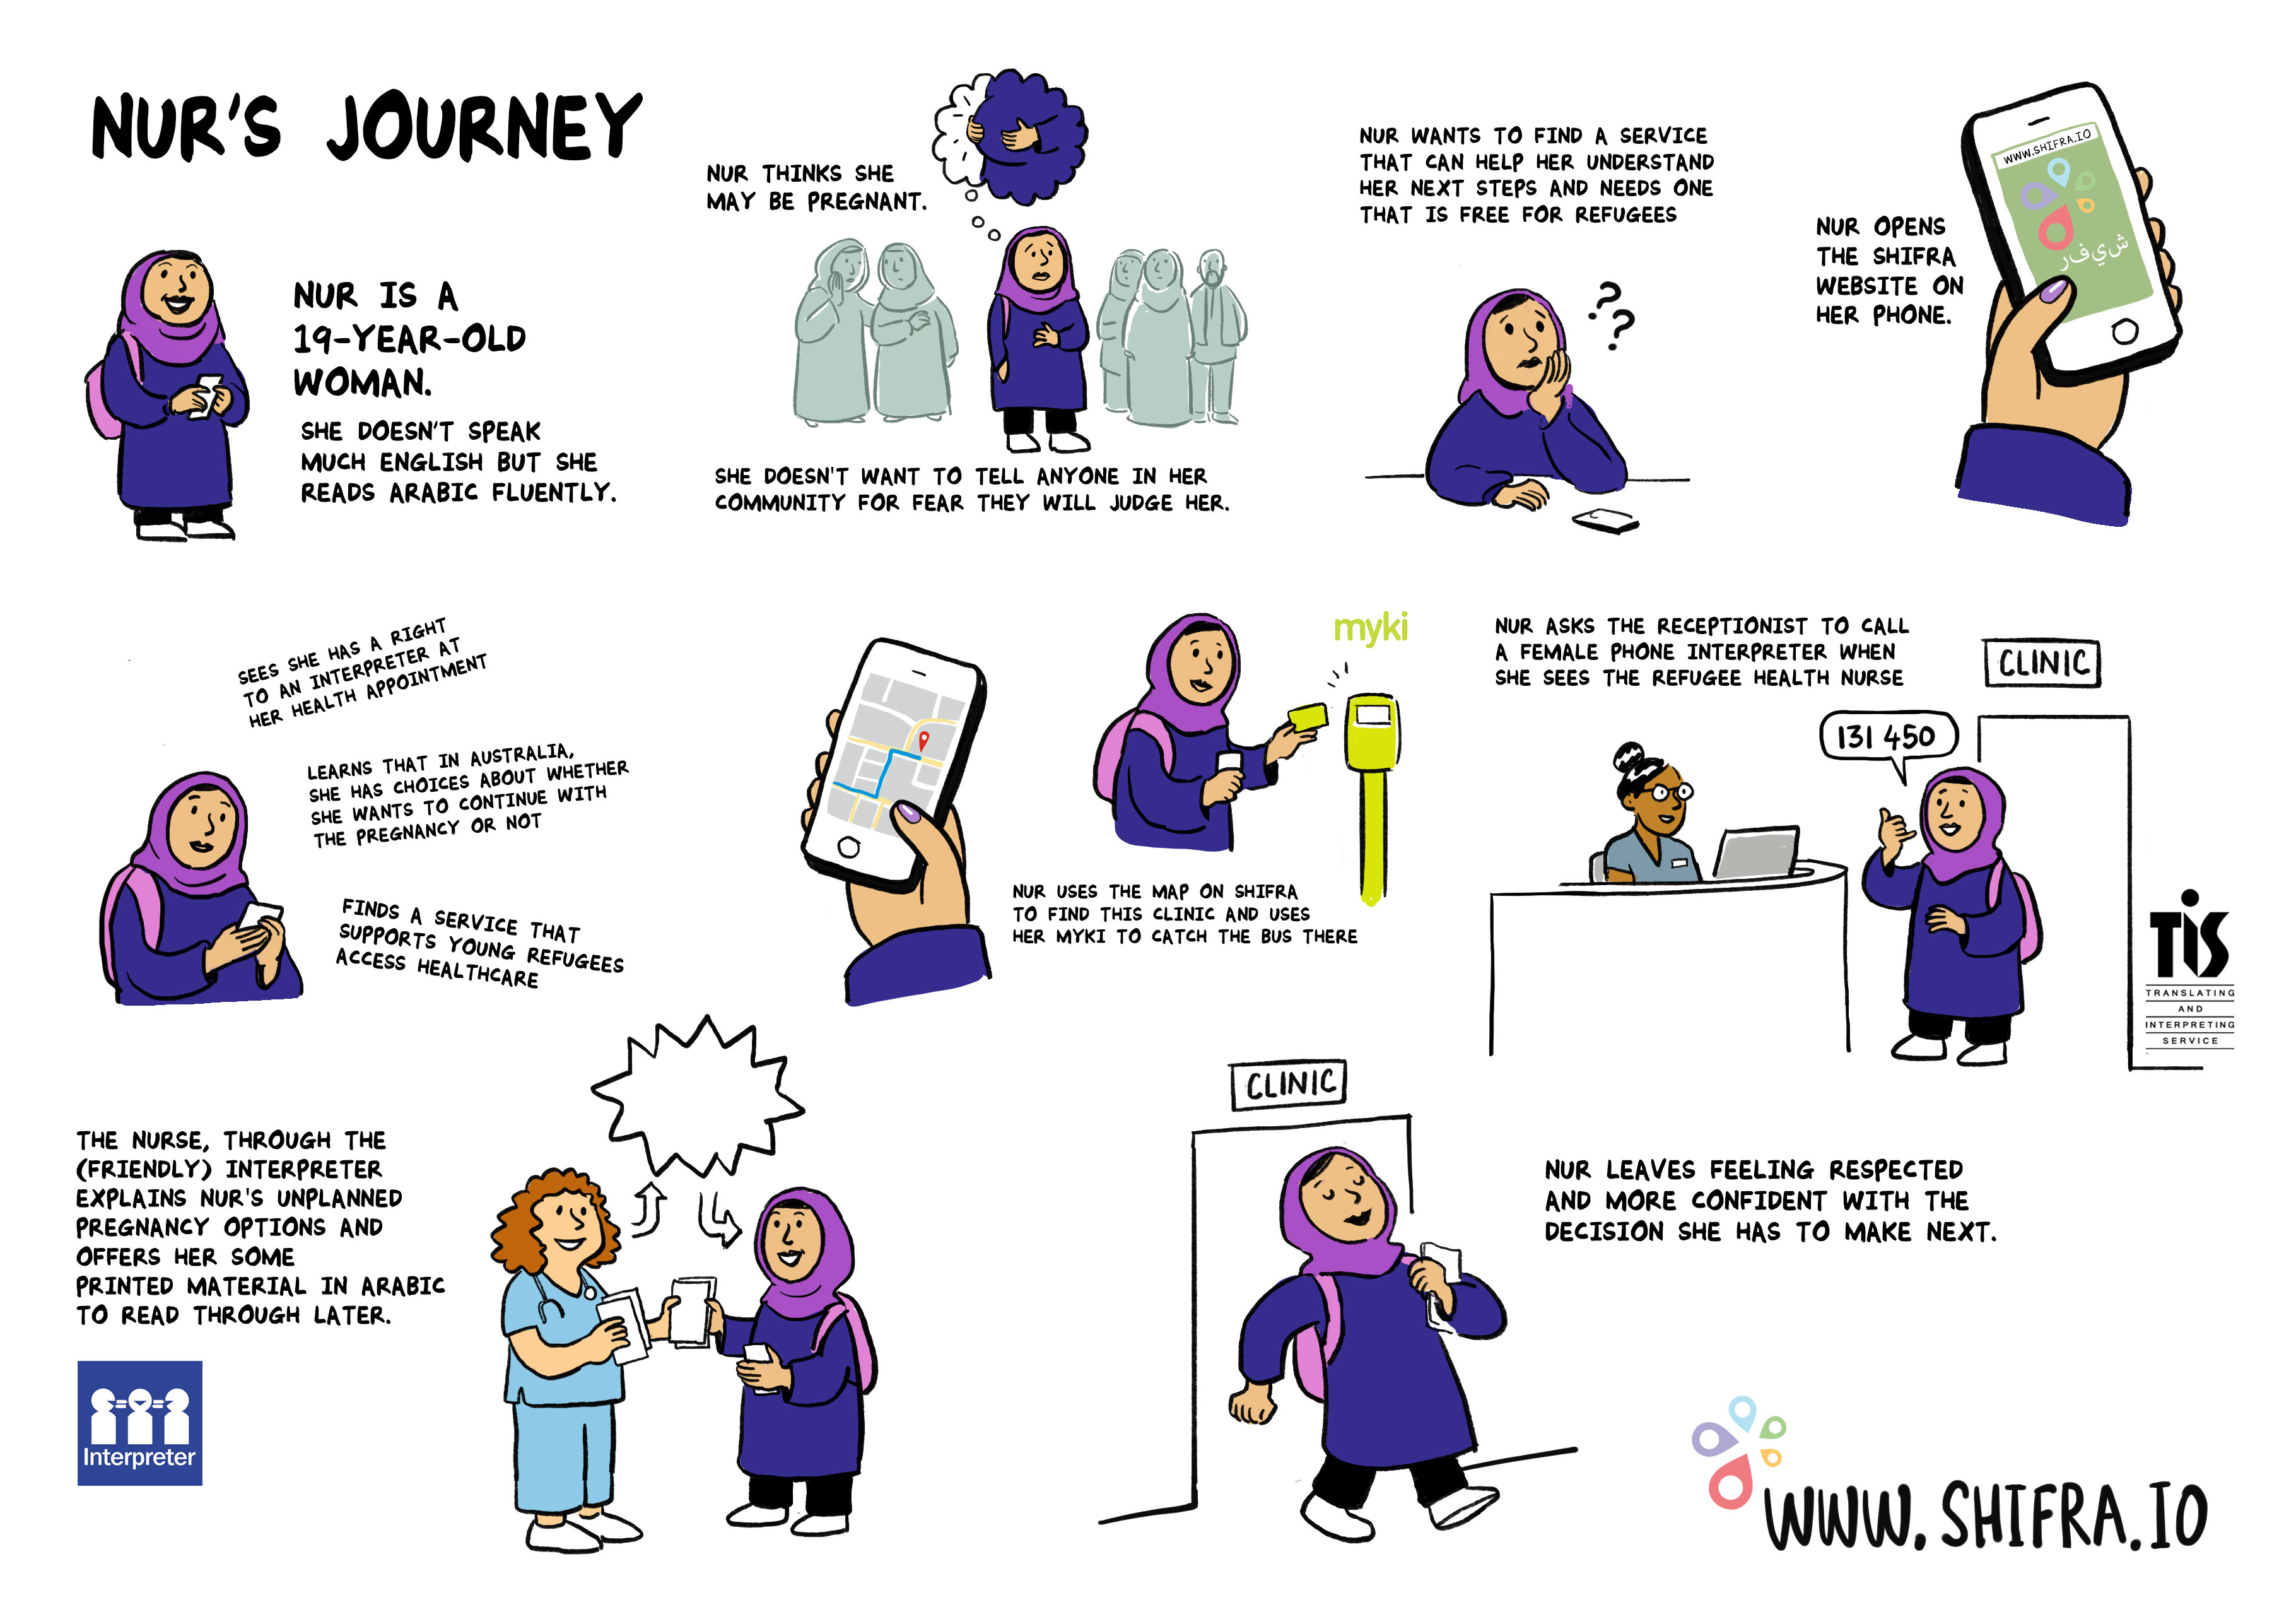 NUR'S JOURNEY
NUR IS A
19-YEAR-OLD
WOMAN.
SHE DOESN'T SPEAK
MUCH ENGLISH BUT SHE
READS ARABIC FLUENTLY.
NUR THINKS SHE
MAY BE PREGNANT.
SHE DOESN'T WANT TO TELL ANYONE IN HER
COMMUNITY FOR FEAR THEY WILL JUDGE HER.
NUR WANTS TO FIND A SERVICE
THAT CAN HELP HER UNDERSTAND
HER NEXT STEPS AND NEEDS ONE
THAT IS FREE FOR REFUGEES
???
NUR OPENS
THE SHIFRA
WEBSITE ON
HER PHONE.
WWW.SHIFRA.IO
شيفر
SEES SHE HAS A RIGHT
TO AN INTERPRETER AT
HER HEALTH APPOINTMENT
LEARNS THAT IN AUSTRALIA,
SHE HAS CHOICES ABOUT WHETHER
SHE WANTS TO CONTINUE WITH
THE PREGNANCY OR NOT
FINDS A SERVICE THAT
SUPPORTS YOUNG REFUGEES
ACCESS HEALTHCARE
myki
NUR USES THE MAP ON SHIFRA
TO FIND THIS CLINIC AND USES
HER MYKI TO CATCH THE BUS THERE
NUR ASKS THE RECEPTIONIST TO CALL
A FEMALE PHONE INTERPRETER WHEN
SHE SEES THE REFUGEE HEALTH NURSE
CLINIC
131 450
TIS
TRANSLATING
AND
INTERPRETING
SERVICE
THE NURSE, THROUGH THE
(FRIENDLY) INTERPRETER
EXPLAINS NUR'S UNPLANNED
PREGNANCY OPTIONS AND
OFFERS HER SOME
PRINTED MATERIAL IN ARABIC
TO READ THROUGH LATER.
Interpreter
CLINIC
NUR LEAVES FEELING RESPECTED
AND MORE CONFIDENT WITH THE
DECISION SHE HAS TO MAKE NEXT.
WWW.SHIFRA.IO